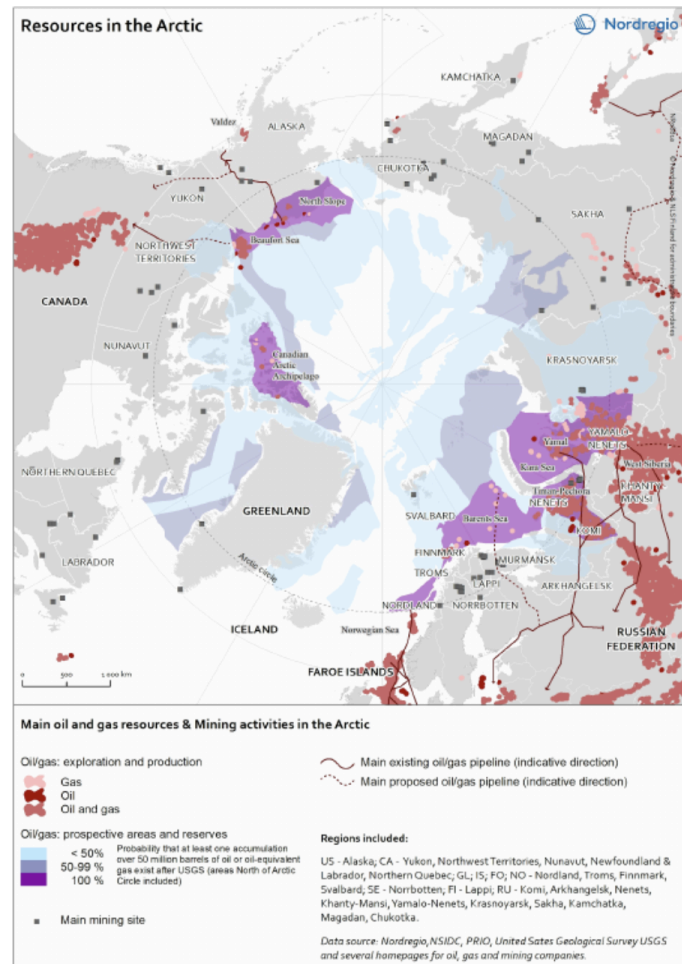 Resources in the Arctic
Nordregio
KAMCHATKA
Valdez
ALASKA
MAGADAN
CHUKOTKA
YUKON
SAKHA
North Slope
Beaufort Sea
NORTHWEST
TERRITORIES
CANADA
NUNAVUT
Canadian
Arctic
Archipelago
KRASNOYARSK
Yamal
YAMALO
NENETS
Kara Sea
West Siberia
NORTHERN QUEBEC
KHANTY
MANSI
Timan Pechora
NENETS
GREENLAND
SVALBARD
Barents Sea
KOMI
FINNMARK
MURMANSK
LABRADOR
TROMS
LAPPI
ARKHANGELSK
Arctic circle
NORDLAND
NORRBOTTEN
ICELAND
Norwegian Sea
RUSSIAN
FEDERATION
FAROE ISLANDS
0 500 1 000 km
Main oil and gas resources & Mining activities in the Arctic
Oil/gas: exploration and production
Gas
Oil
Oil and gas
Main existing oil/gas pipeline (indicative direction)
Main proposed oil/gas pipeline (indicative direction)
Oil/gas: prospective areas and reserves
< 50%
50-99 %
100 %
Probability that at least one accumulation
over 50 million barrels of oil or oil-equivalent
gas exist after USGS (areas North of Arctic
Circle included)
Main mining site
Regions included:
US - Alaska; CA - Yukon, Northwest Territories, Nunavut, Newfoundland &
Labrador, Northern Quebec; GL; IS; FO; NO - Nordland, Troms, Finnmark,
Svalbard; SE - Norrbotten; FI - Lappi; RU - Komi, Arkhangelsk, Nenets,
Khanty-Mansi, Yamalo-Nenets, Krasnoyarsk, Sakha, Kamchatka,
Magadan, Chukotka.
Data source: Nordregio,NSIDC, PRIO, United Sates Geological Survey USGS
and several homepages for oil, gas and mining companies.
for administrative boundaries